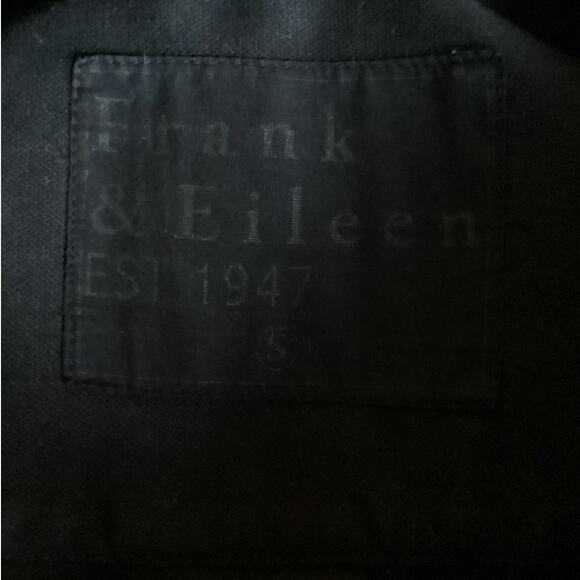 Frank
& Eileen
EST 1947
S